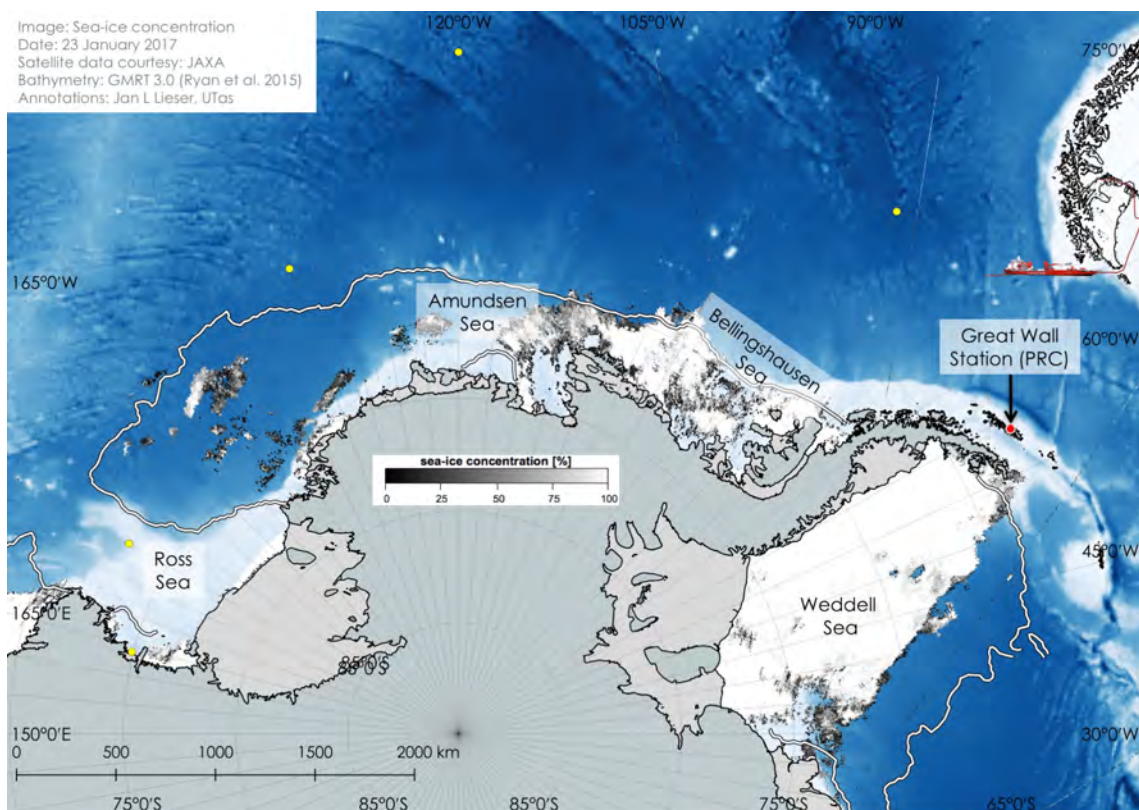 Image: Sea-ice concentration
Date: 23 January 2017
Satellite data courtesy: JAXA
Bathymetry: GMRT 3.0 (Ryan et al. 2015)
Annotations: Jan L Lieser, UTas
120°0'W
105°0'W
90°0'W
75°0'W
165°0'W
Amundsen
Sea
Bellingshausen
Sea
60°0'W
Great Wall
Station (PRC)
sea-ice concentration [%]
0 25 50 75 100
Ross
Sea
45°0'W
165°0'E
Weddell
Sea
150°0'E
30°0'W
0 500 1000 1500 2000 km
75°0'S
85°0'S
75°0'S
65°0'S